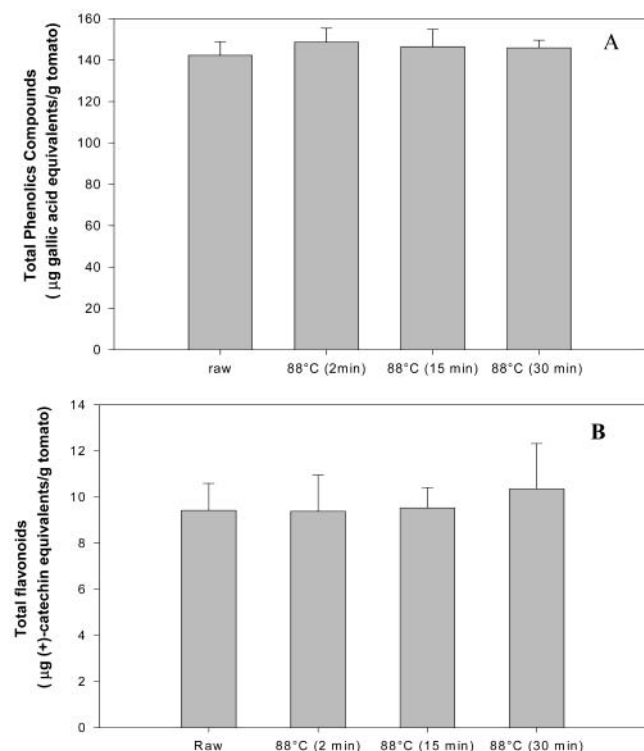 160
140
120
100
80
60
40
20
0
Total Phenolics Compounds
( μg gallic acid equivalents/g tomato)
A
raw 88°C (2min) 88°C (15 min) 88°C (30 min)
14
12
10
8
6
4
2
0
Total flavonoids
( μg (+)-catechin equivalents/g tomato)
B
Raw 88°C (2 min) 88°C (15 min) 88°C (30 min)